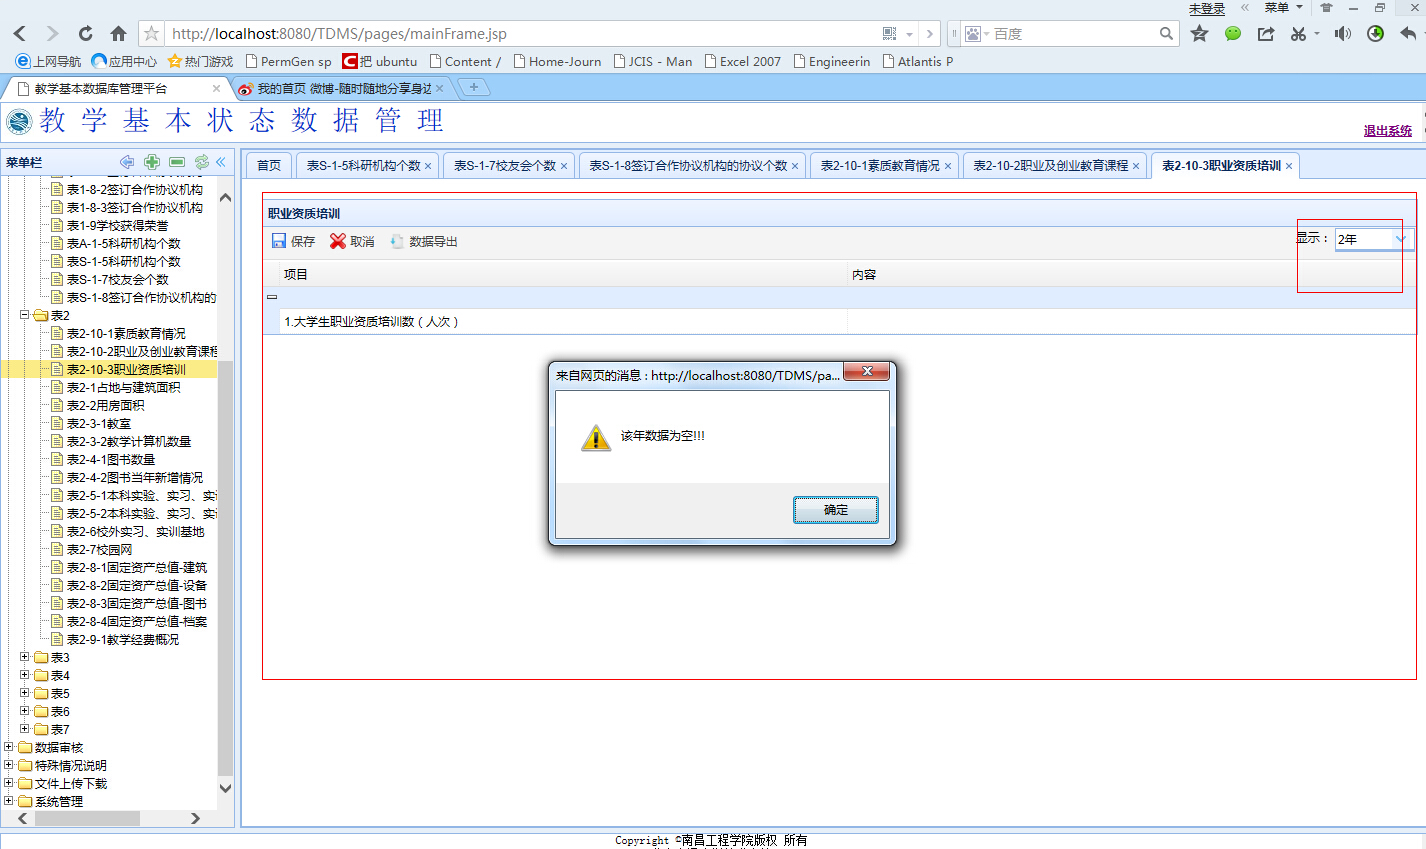 未登录 菜单
http://localhost:8080/TDMS/pages/mainFrame.jsp 百度
上网导航 应用中心 热门游戏 PermGen sp 把 ubuntu Content / Home-Journ JCIS - Man Excel 2007 Engineerin Atlantis P
教学基本数据库管理平台 我的首页 微博-随时随地分享身边
教学基本状态数据管理
退出系统
菜单栏
首页 表S-1-5科研机构个数 表S-1-7校友会个数 表S-1-8签订合作协议机构的协议个数 表2-10-1素质教育情况 表2-10-2职业及创业教育课程 表2-10-3职业资质培训
表1-8-2签订合作协议机构
表1-8-3签订合作协议机构
表1-9学校获得荣誉
表A-1-5科研机构个数
表S-1-5科研机构个数
表S-1-7校友会个数
表S-1-8签订合作协议机构的
表2
表2-10-1素质教育情况
表2-10-2职业及创业教育课程
表2-10-3职业资质培训
表2-1占地与建筑面积
表2-2用房面积
表2-3-1教室
表2-3-2教学计算机数量
表2-4-1图书数量
表2-4-2图书当年新增情况
表2-5-1本科实验、实习、实
表2-5-2本科实验、实习、实
表2-6校外实习、实训基地
表2-7校园网
表2-8-1固定资产总值-建筑
表2-8-2固定资产总值-设备
表2-8-3固定资产总值-图书
表2-8-4固定资产总值-档案
表2-9-1教学经费概况
表3
表4
表5
表6
表7
数据审核
特殊情况说明
文件上传下载
系统管理
职业资质培训
保存 取消 数据导出 显示： 2年
项目 内容
1.大学生职业资质培训数（人次）
来自网页的消息：http://localhost:8080/TDMS/pa...
该年数据为空!!!
确定
Copyright ©南昌工程学院版权 所有